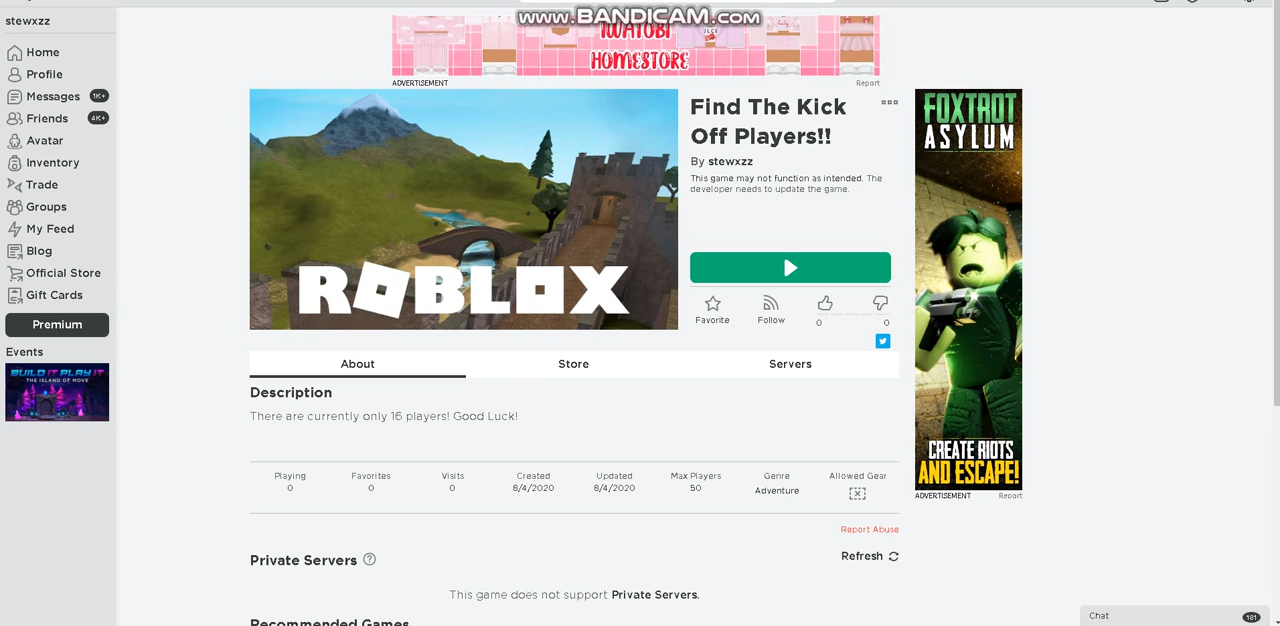 stewxzz
www.BANDICAM.com
IWATOBI
HOMESTORE
ADVERTISEMENT
Report
Home
Profile
Messages
1K+
Friends
4K+
Avatar
Inventory
Trade
Groups
My Feed
Blog
Official Store
Gift Cards
Premium
Events
BUILD IT PLAY IT
THE ISLAND OF MOVE
ROBLOX
Find The Kick
Off Players!!
By stewxzz
This game may not function as intended. The
developer needs to update the game.
Favorite
Follow
0
0
FOXTROT
ASYLUM
CREATE RIOTS
AND ESCAPE!
ADVERTISEMENT
Report
About
Store
Servers
Description
There are currently only 16 players! Good Luck!
Playing
0
Favorites
0
Visits
0
Created
8/4/2020
Updated
8/4/2020
Max Players
50
Genre
Adventure
Allowed Gear
Report Abuse
Private Servers
Refresh
This game does not support Private Servers.
Recommended Games
Chat
181